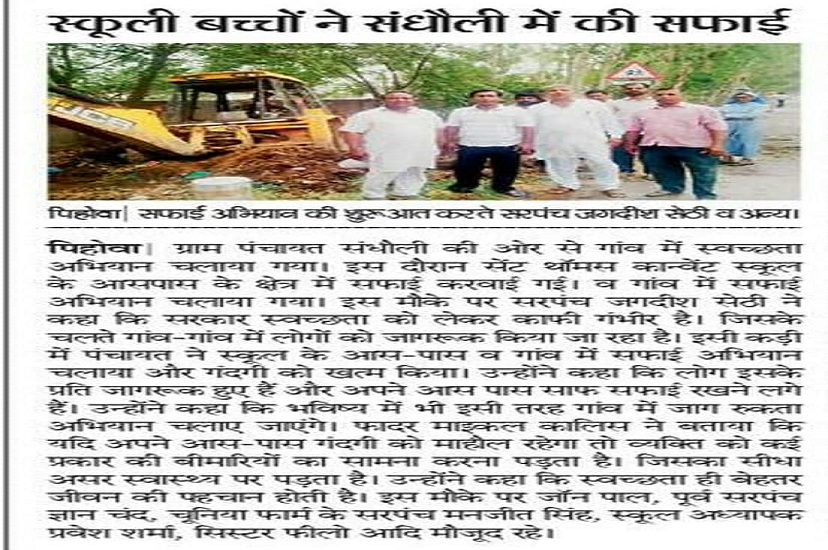 स्कूली बच्चों ने संधौली में की सफाई
JCB
पिहोवा| सफाई अभियान की शुरूआत करते सरपंच जगदीश सेठी व अन्य।
पिहोवा| ग्राम पंचायत संधौली की ओर से गांव में स्वच्छता
अभियान चलाया गया। इस दौरान सेंट थॉमस कान्वेंट स्कूल
के आसपास के क्षेत्र में सफाई करवाई गई। व गांव में सफाई
अभियान चलाया गया। इस मौके पर सरपंच जगदीश सेठी ने
कहा कि सरकार स्वच्छता को लेकर काफी गंभीर है। जिसके
चलते गांव-गांव में लोगों को जागरूक किया जा रहा है। इसी कड़ी
में पंचायत ने स्कूल के आस-पास व गांव में सफाई अभियान
चलाया और गंदगी को खत्म किया। उन्होंने कहा कि लोग इसके
प्रति जागरूक हुए हैं और अपने आस पास साफ सफाई रखने लगे
हैं। उन्होंने कहा कि भविष्य में भी इसी तरह गांव में जाग रुकता
अभियान चलाए जाएंगे। फादर माइकल कालिस ने बताया कि
यदि अपने आस-पास गंदगी को माहौल रहेगा तो व्यक्ति को कई
प्रकार की बीमारियों का सामना करना पड़ता है। जिसका सीधा
असर स्वास्थ्य पर पड़ता है। उन्होंने कहा कि स्वच्छता ही बेहतर
जीवन की पहचान होती है। इस मौके पर जॉन पाल, पूर्व सरपंच
ज्ञान चंद, चूनिया फार्म के सरपंच मनजीत सिंह, स्कूल अध्यापक
प्रवेश शर्मा, सिस्टर फीलो आदि मौजूद रहे।